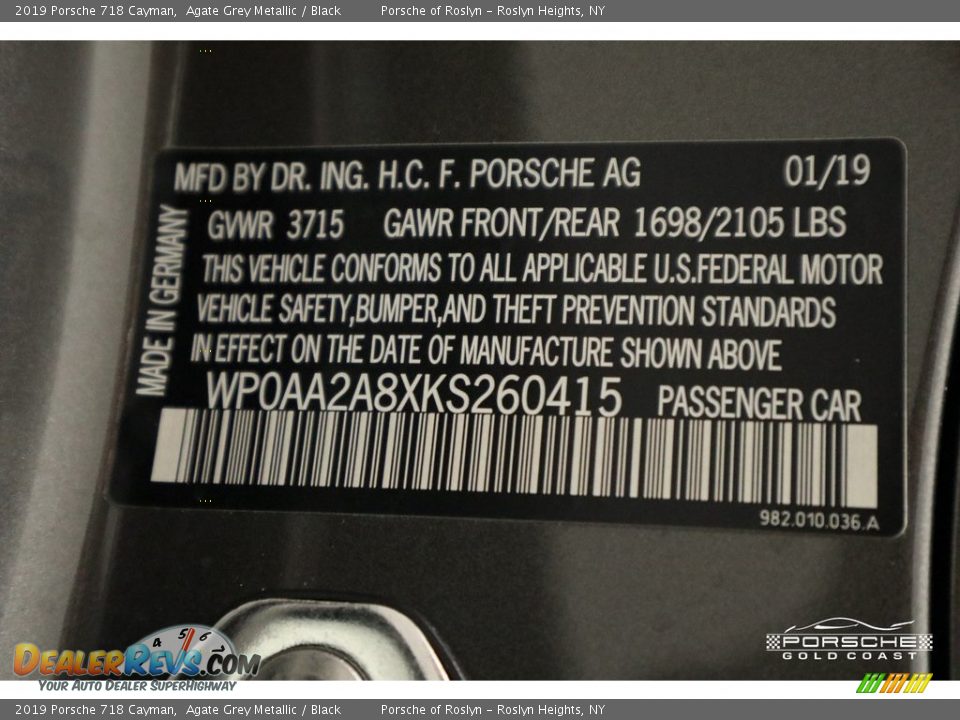 2019 Porsche 718 Cayman, Agate Grey Metallic / Black Porsche of Roslyn - Roslyn Heights, NY
MFD BY DR. ING. H.C. F. PORSCHE AG 01/19
GVWR 3715 GAWR FRONT/REAR 1698/2105 LBS
THIS VEHICLE CONFORMS TO ALL APPLICABLE U.S.FEDERAL MOTOR
VEHICLE SAFETY,BUMPER,AND THEFT PREVENTION STANDARDS
IN EFFECT ON THE DATE OF MANUFACTURE SHOWN ABOVE
MADE IN GERMANY
WP0AA2A8XKS260415 PASSENGER CAR
982.010.036.A
PORSCHE
GOLD COAST
4 5 6
DEALERREVS.COM
YOUR AUTO DEALER SUPERHIGHWAY
2019 Porsche 718 Cayman, Agate Grey Metallic / Black Porsche of Roslyn - Roslyn Heights, NY